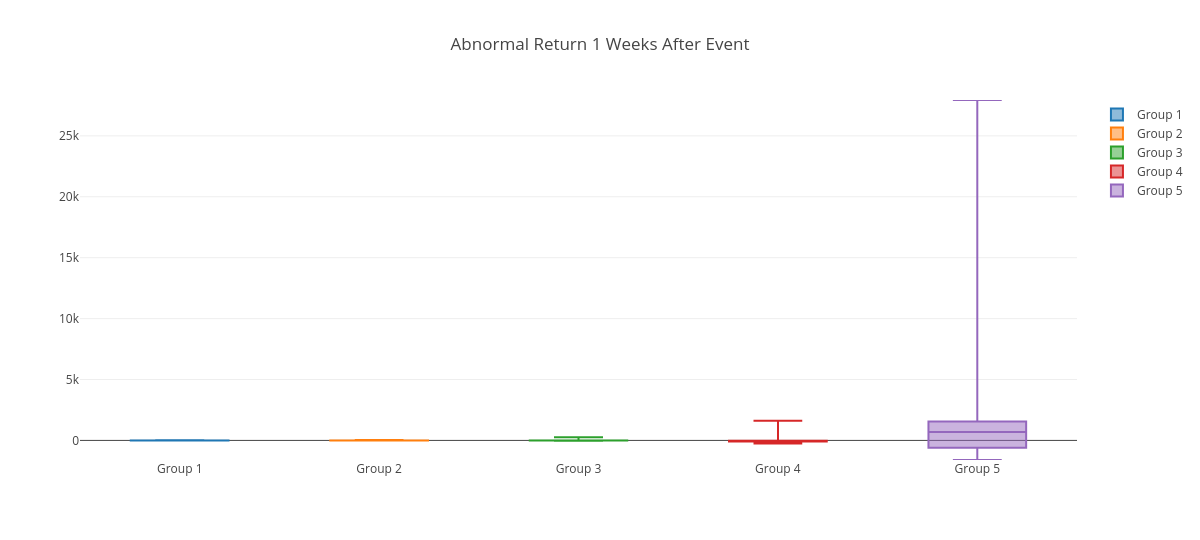 Abnormal Return 1 Weeks After Event
25k
20k
15k
10k
5k
0
Group 1
Group 2
Group 3
Group 4
Group 5
Group 1
Group 2
Group 3
Group 4
Group 5